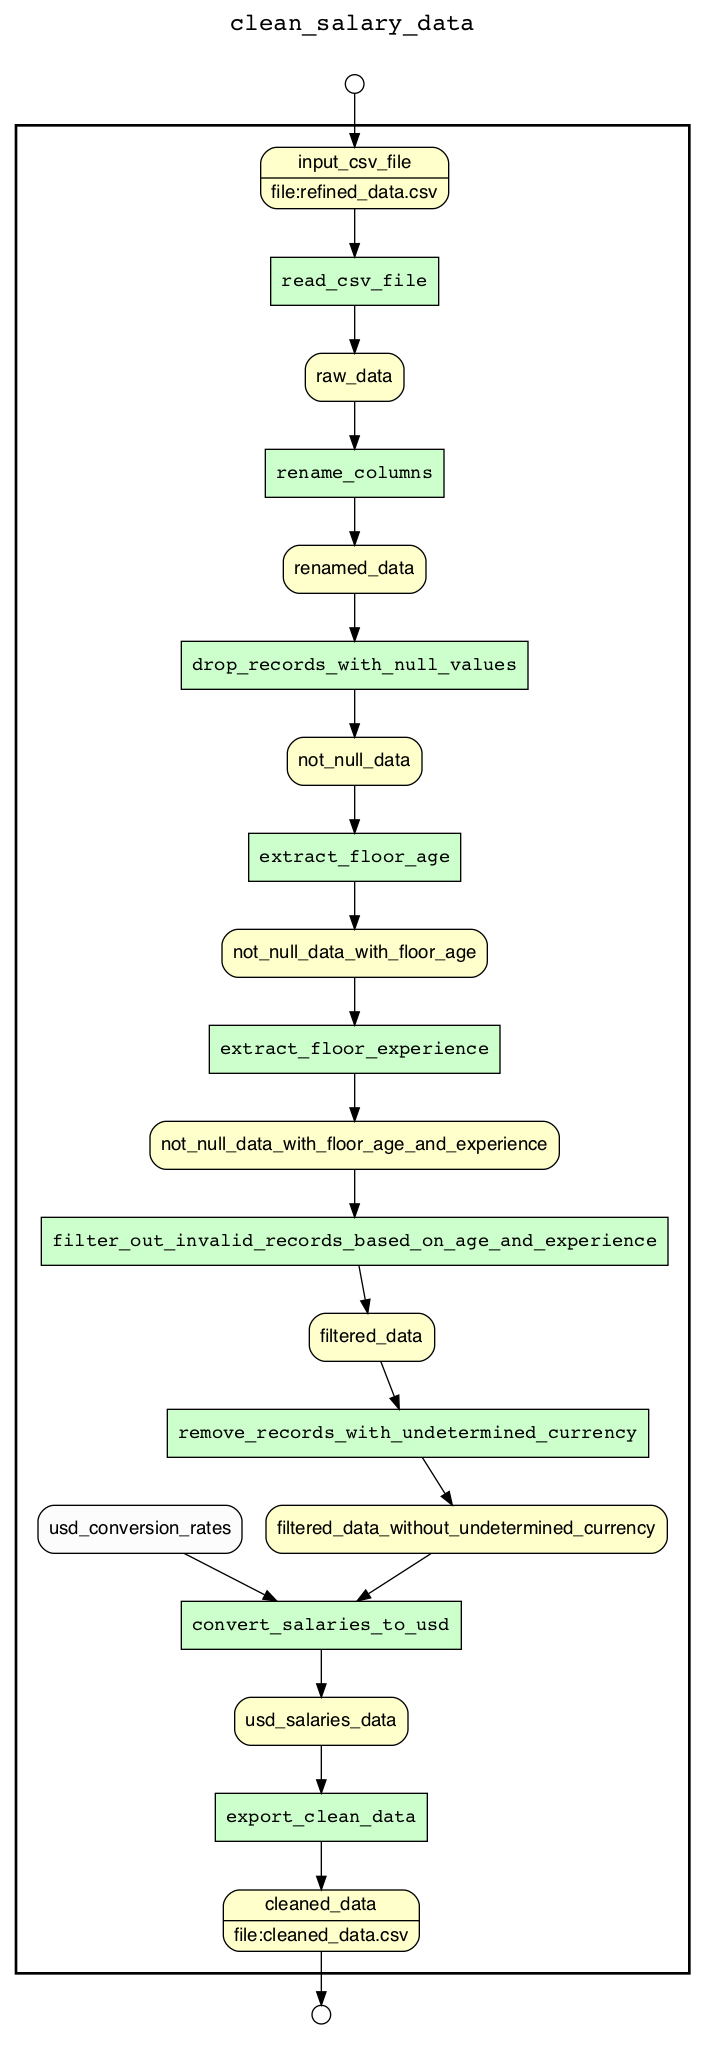 clean_salary_data
input_csv_file
file:refined_data.csv
read_csv_file
raw_data
rename_columns
renamed_data
drop_records_with_null_values
not_null_data
extract_floor_age
not_null_data_with_floor_age
extract_floor_experience
not_null_data_with_floor_age_and_experience
filter_out_invalid_records_based_on_age_and_experience
filtered_data
remove_records_with_undetermined_currency
usd_conversion_rates
filtered_data_without_undetermined_currency
convert_salaries_to_usd
usd_salaries_data
export_clean_data
cleaned_data
file:cleaned_data.csv